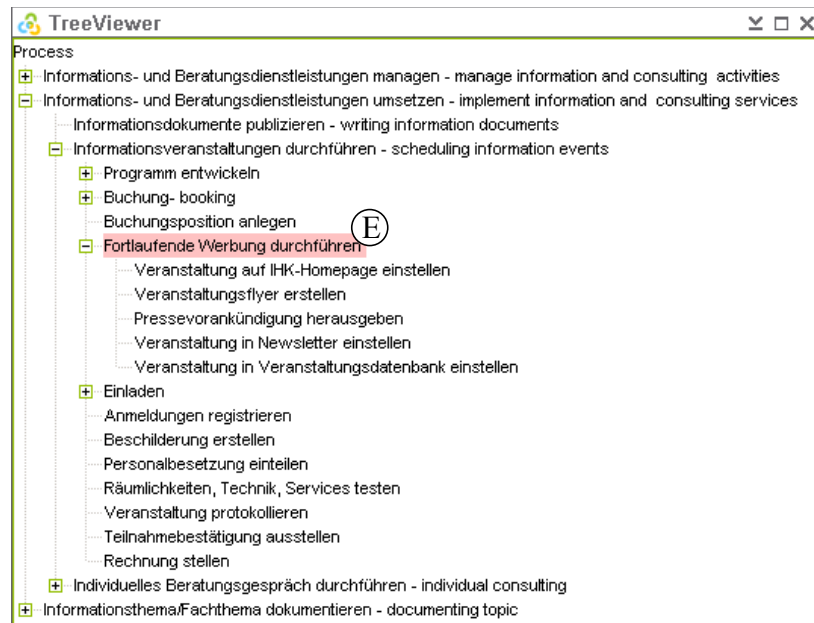 TreeViewer
Process
Informations- und Beratungsdienstleistungen managen - manage information and consulting activities
Informations- und Beratungsdienstleistungen umsetzen - implement information and consulting services
Informationsdokumente publizieren - writing information documents
Informationsveranstaltungen durchführen - scheduling information events
Programm entwickeln
Buchung- booking
Buchungsposition anlegen
Fortlaufende Werbung durchführen E
Veranstaltung auf IHK-Homepage einstellen
Veranstaltungsflyer erstellen
Pressevorankündigung herausgeben
Veranstaltung in Newsletter einstellen
Veranstaltung in Veranstaltungsdatenbank einstellen
Einladen
Anmeldungen registrieren
Beschilderung erstellen
Personalbesetzung einteilen
Räumlichkeiten, Technik, Services testen
Veranstaltung protokollieren
Teilnahmebestätigung ausstellen
Rechnung stellen
Individuelles Beratungsgespräch durchführen - individual consulting
Informationsthema/Fachthema dokumentieren - documenting topic